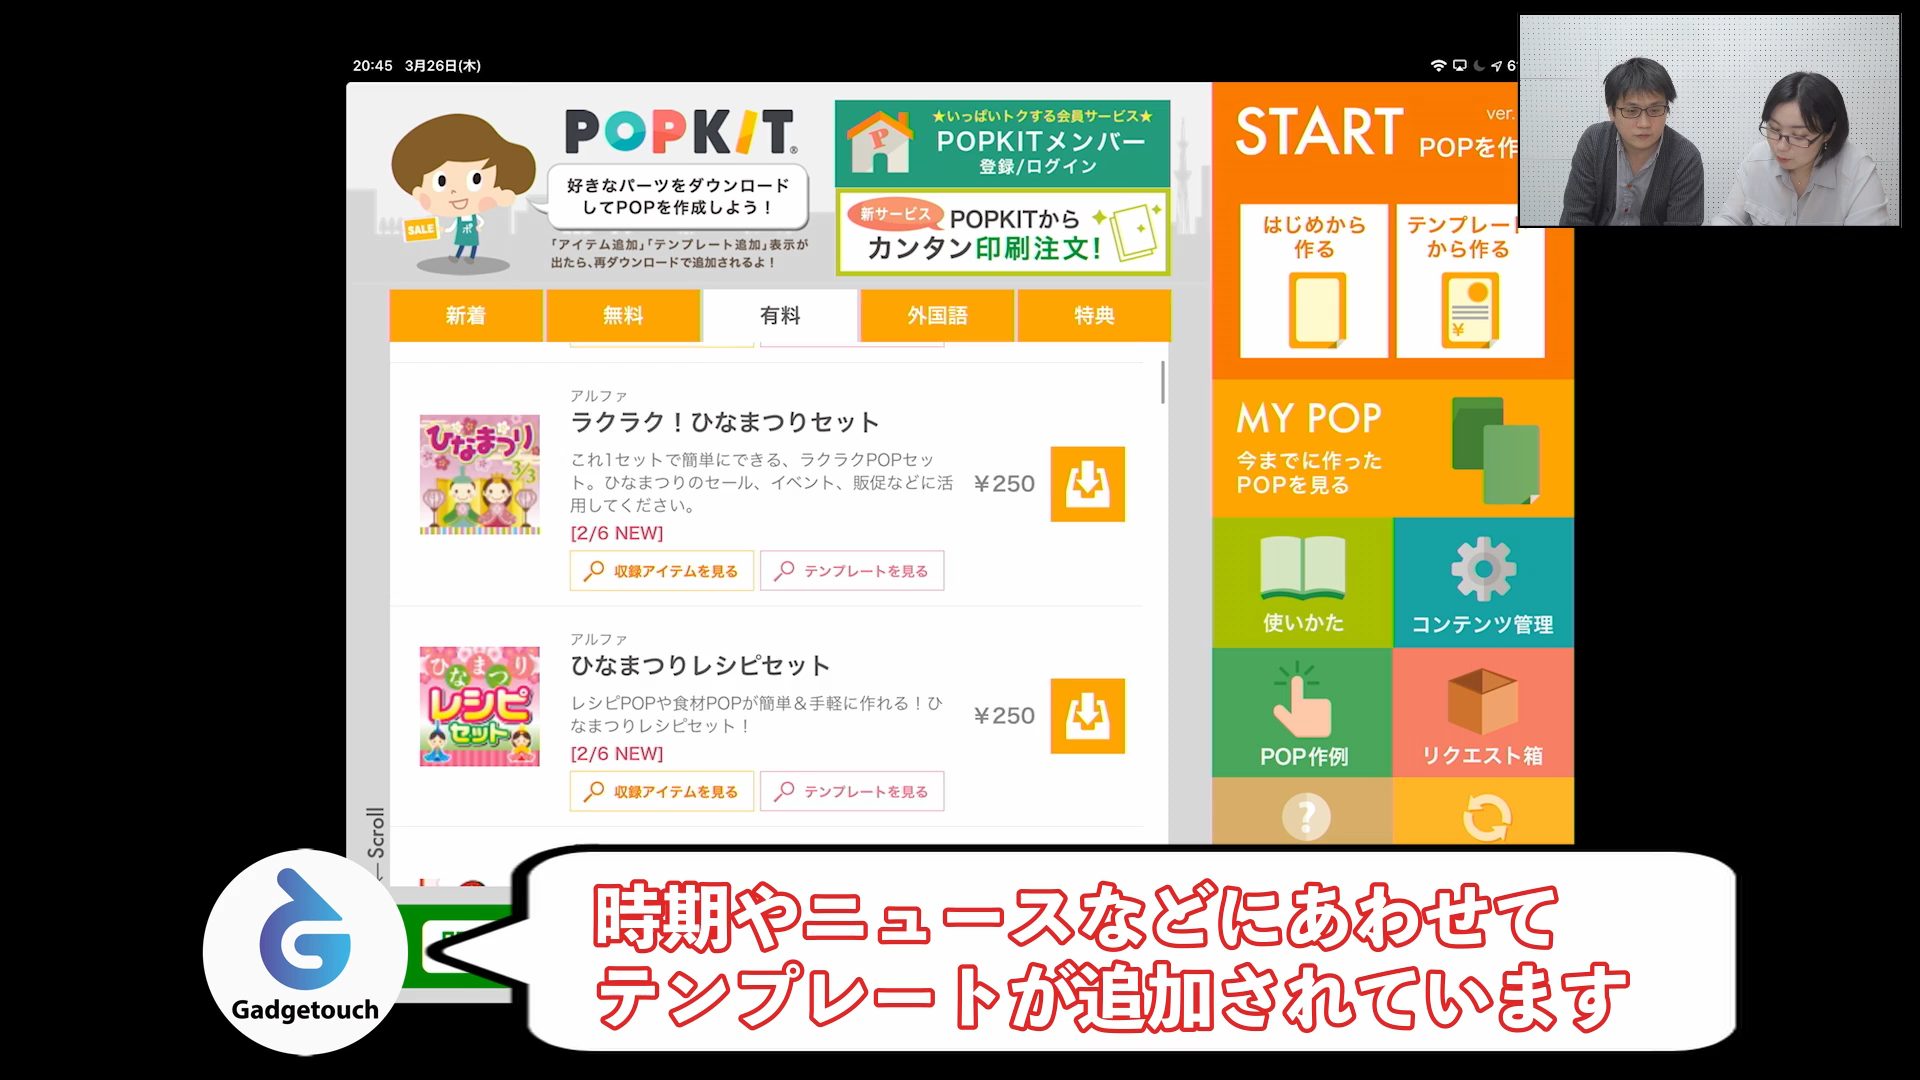 20:45 3月26日(木)
POPKIT®
好きなパーツをダウンロード
してPOPを作成しよう！
「アイテム追加」「テンプレート追加」表示が
出たら、再ダウンロードで追加されるよ！
SALE
ポ
P
★いっぱいトクする会員サービス★
POPKITメンバー
登録/ログイン
新サービス
POPKITから
カンタン印刷注文！
START
ver.
POPを作
はじめから
作る
テンプレート
から作る
¥
新着
無料
有料
外国語
特典
アルファ
ラクラク！ひなまつりセット
これ1セットで簡単にできる、ラクラクPOPセッ
ト。ひなまつりのセール、イベント、販促などに活
用してください。
[2/6 NEW]
¥250
収録アイテムを見る
テンプレートを見る
ひなまつり
3/3
アルファ
ひなまつりレシピセット
レシピPOPや食材POPが簡単＆手軽に作れる！ひ
なまつりレシピセット！
[2/6 NEW]
¥250
収録アイテムを見る
テンプレートを見る
ひなまつり
レシピ
セット
MY POP
今までに作った
POPを見る
使いかた
コンテンツ管理
POP作例
リクエスト箱
?
Scroll
Gadgetouch
時期やニュースなどにあわせて
テンプレートが追加されています